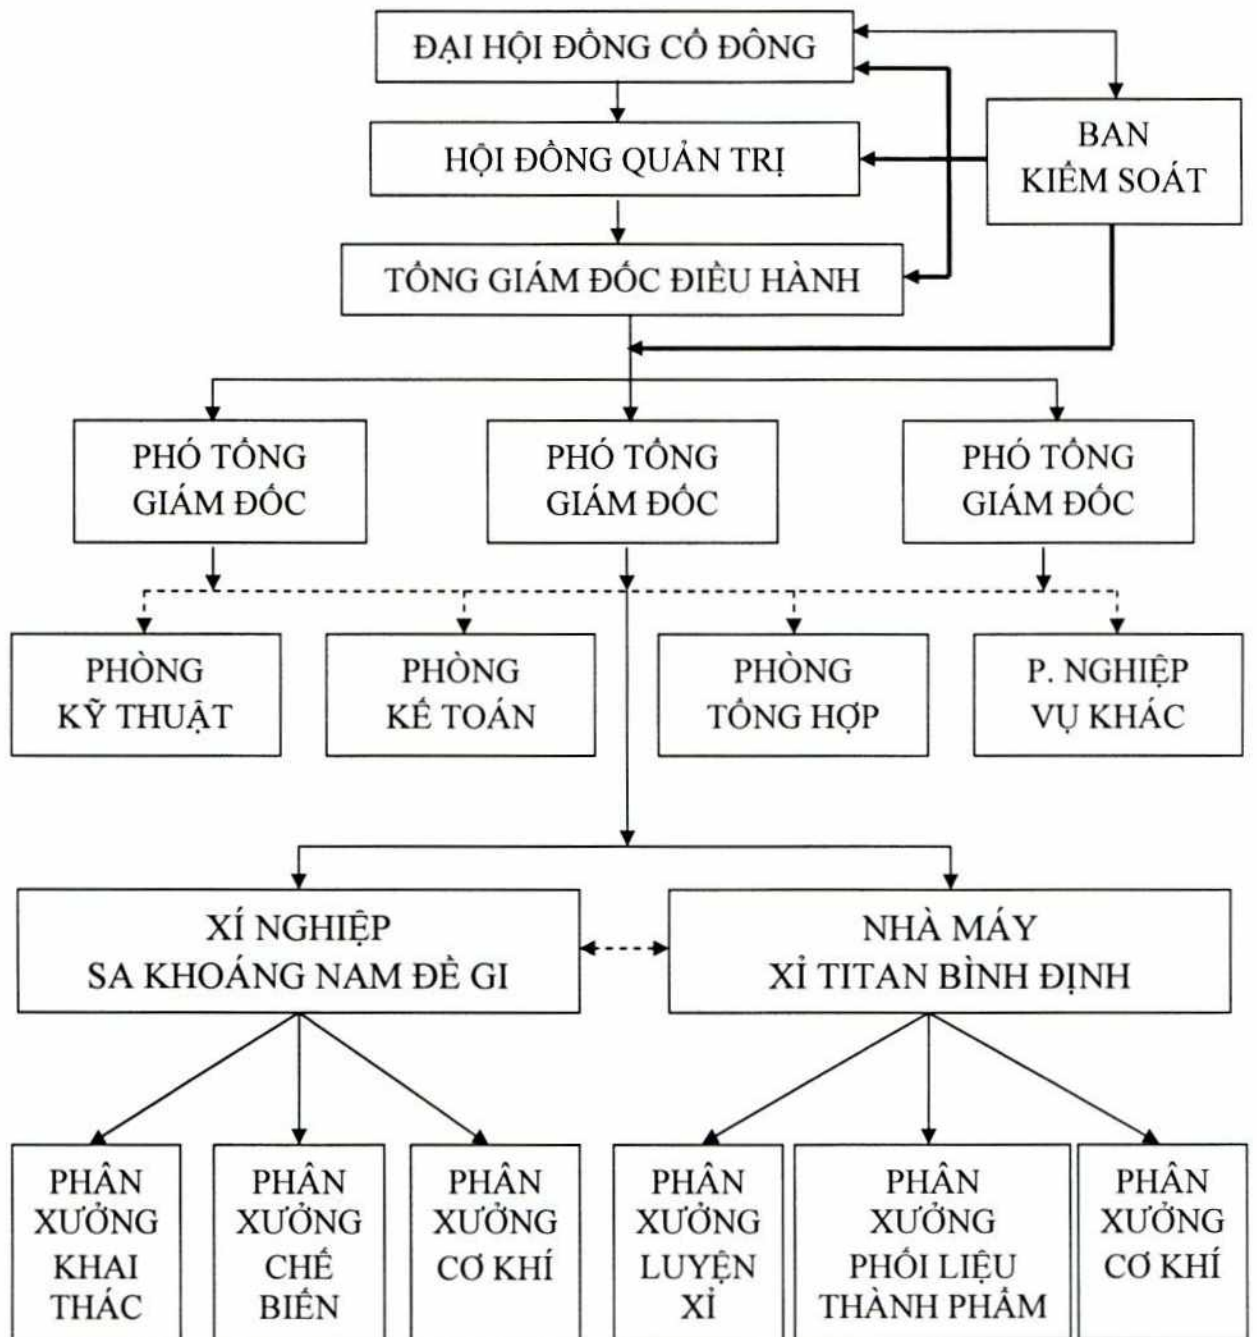 ĐẠI HỘI ĐỒNG CỔ ĐÔNG
BAN
KIỂM SOÁT
HỘI ĐỒNG QUẢN TRỊ
TỔNG GIÁM ĐỐC ĐIỀU HÀNH
PHÓ TỔNG
GIÁM ĐỐC
PHÓ TỔNG
GIÁM ĐỐC
PHÓ TỔNG
GIÁM ĐỐC
PHÒNG
KỸ THUẬT
PHÒNG
KẾ TOÁN
PHÒNG
TỔNG HỢP
P. NGHIỆP
VỤ KHÁC
XÍ NGHIỆP
SA KHOÁNG NAM ĐỀ GI
NHÀ MÁY
XỈ TITAN BÌNH ĐỊNH
PHÂN
XƯỞNG
KHAI
THÁC
PHÂN
XƯỞNG
CHẾ
BIẾN
PHÂN
XƯỞNG
CƠ KHÍ
PHÂN
XƯỞNG
LUYỆN
XỈ
PHÂN
XƯỞNG
PHỐI LIỆU
THÀNH PHẨM
PHÂN
XƯỞNG
CƠ KHÍ